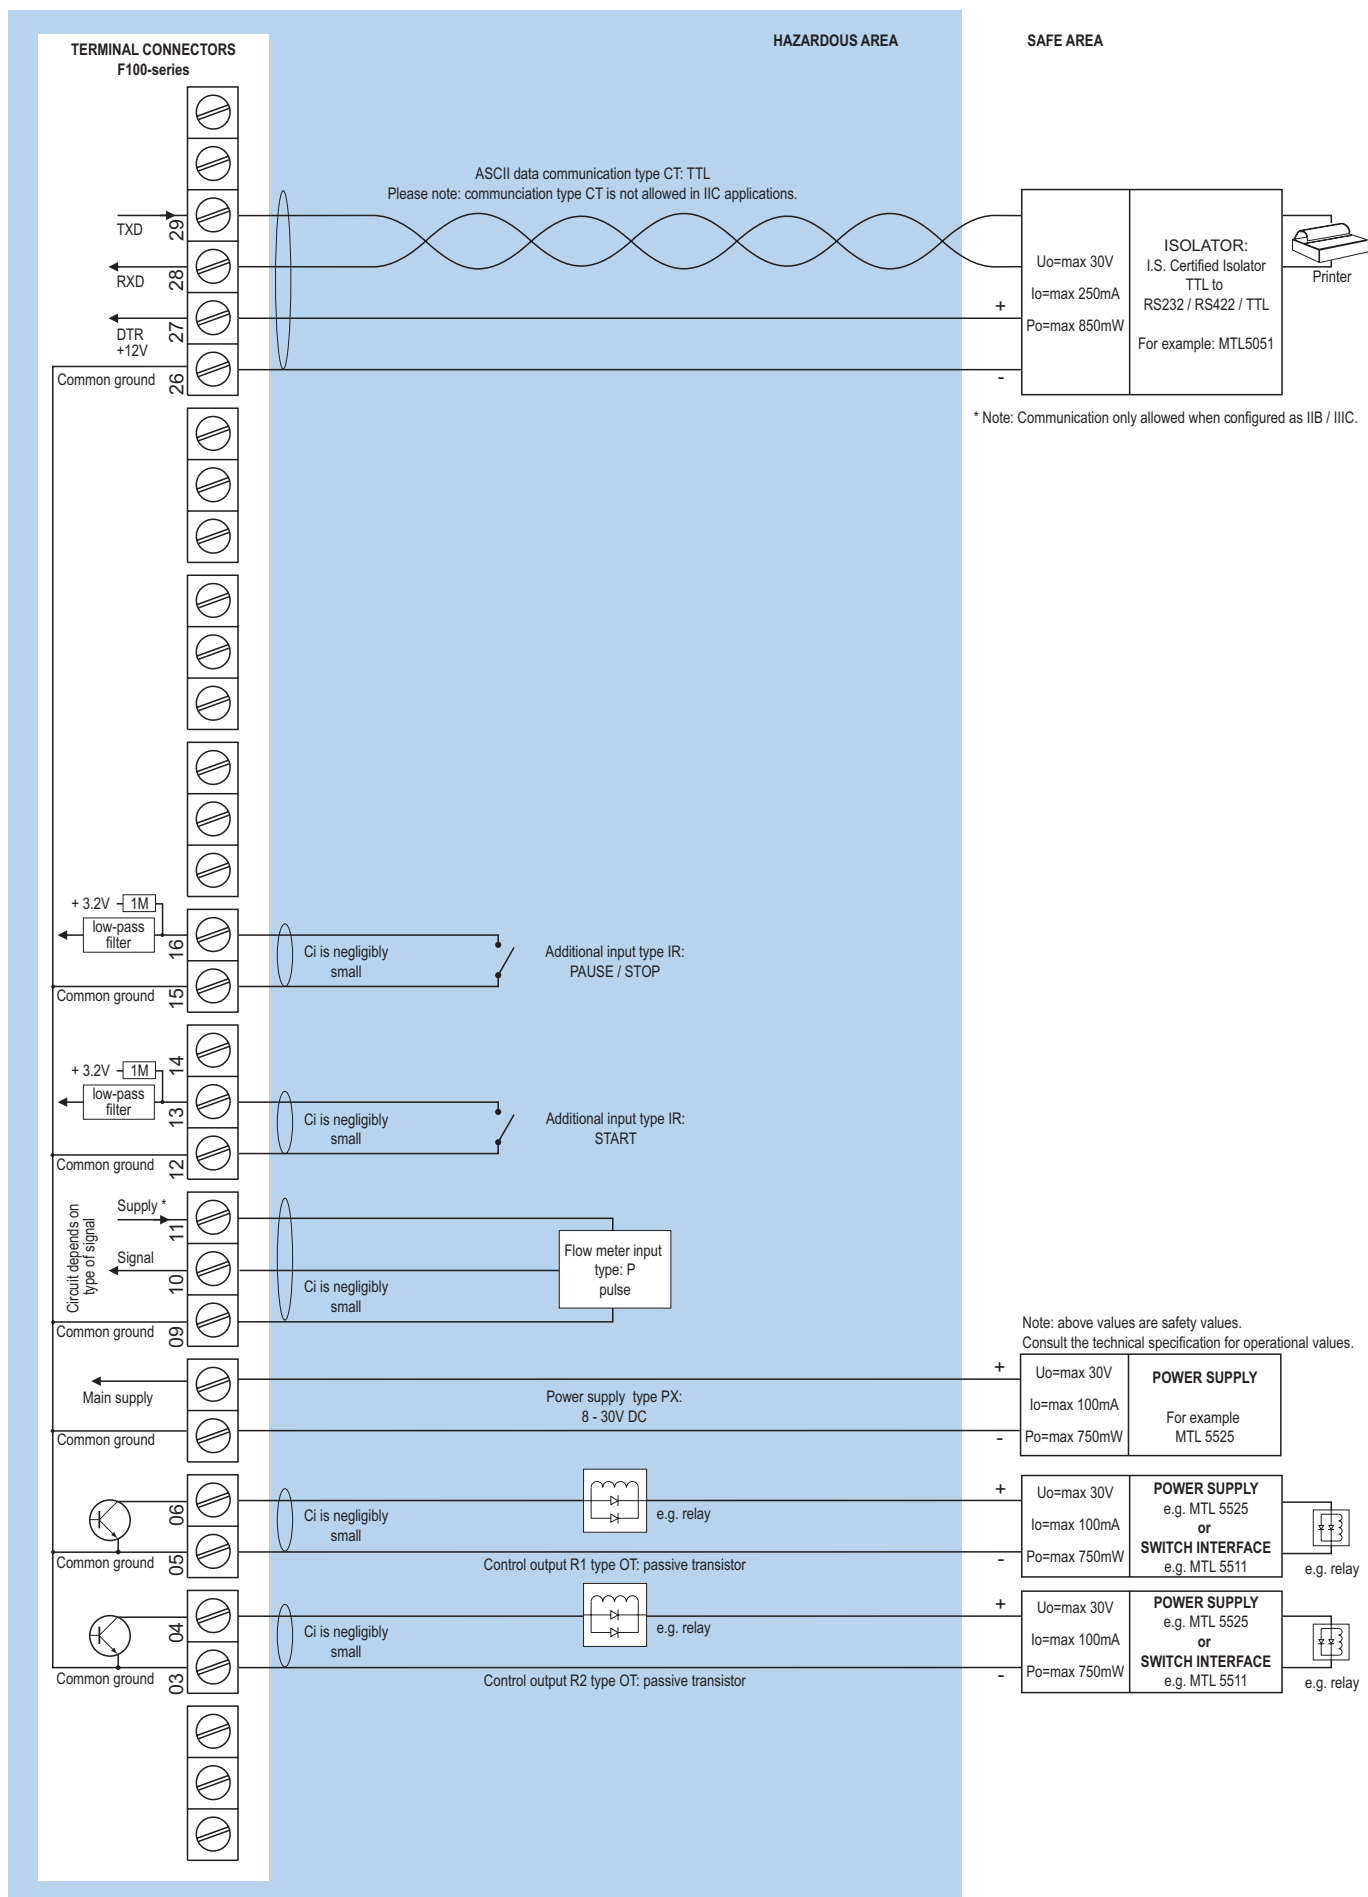 TERMINAL CONNECTORS
F100-series
HAZARDOUS AREA
SAFE AREA
ASCII data communication type CT: TTL
Please note: communciation type CT is not allowed in IIC applications.
TXD
29
RXD
28
DTR
+12V
27
Common ground
26
+
-
Uo=max 30V
Io=max 250mA
Po=max 850mW
ISOLATOR:
I.S. Certified Isolator
TTL to
RS232 / RS422 / TTL
For example: MTL5051
Printer
* Note: Communication only allowed when configured as IIB / IIIC.
+ 3.2V
1M
low-pass
filter
16
Common ground
15
Ci is negligibly
small
Additional input type IR:
PAUSE / STOP
14
+ 3.2V
1M
low-pass
filter
13
Common ground
12
Ci is negligibly
small
Additional input type IR:
START
Circuit depends on
type of signal
Supply *
11
Signal
10
Common ground
09
Ci is negligibly
small
Flow meter input
type: P
pulse
Note: above values are safety values.
Consult the technical specification for operational values.
Main supply
Common ground
Power supply type PX:
8 - 30V DC
+
-
Uo=max 30V
Io=max 100mA
Po=max 750mW
POWER SUPPLY
For example
MTL 5525
06
Common ground
05
Ci is negligibly
small
e.g. relay
Control output R1 type OT: passive transistor
+
-
Uo=max 30V
Io=max 100mA
Po=max 750mW
POWER SUPPLY
e.g. MTL 5525
or
SWITCH INTERFACE
e.g. MTL 5511
e.g. relay
04
Common ground
03
Ci is negligibly
small
e.g. relay
Control output R2 type OT: passive transistor
+
-
Uo=max 30V
Io=max 100mA
Po=max 750mW
POWER SUPPLY
e.g. MTL 5525
or
SWITCH INTERFACE
e.g. MTL 5511
e.g. relay